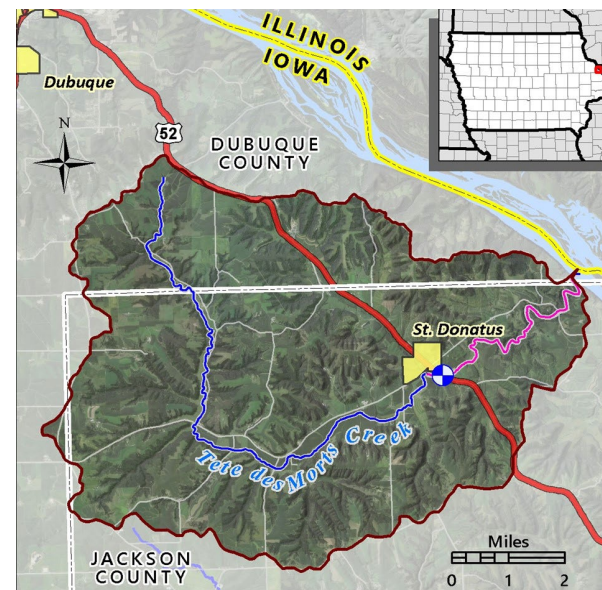 ILLINOIS
IOWA
Dubuque
N
52
DUBUQUE
COUNTY
St. Donatus
Tete des Morts Creek
JACKSON
COUNTY
Miles
0 1 2